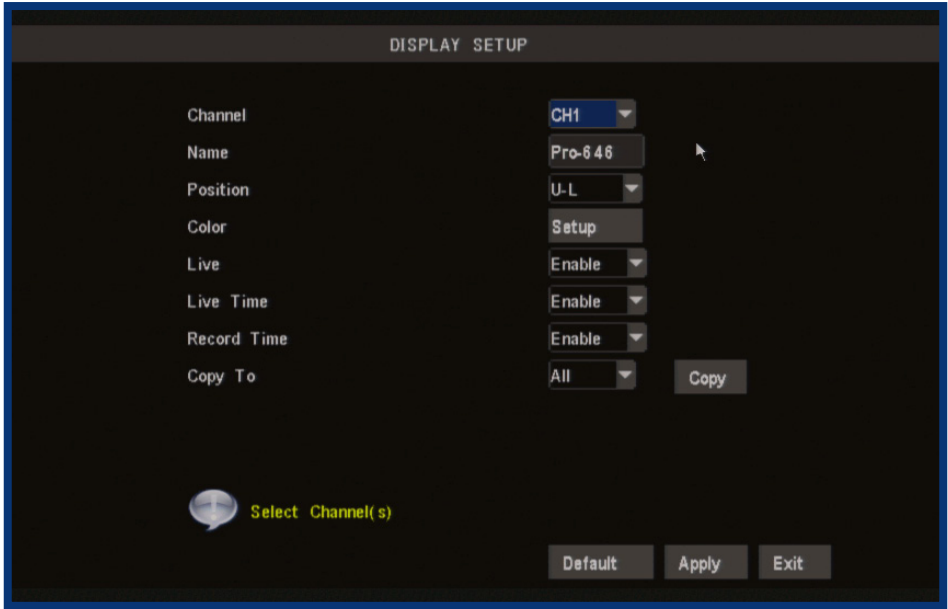 DISPLAY SETUP
Channel CH1
Name Pro-646
Position U-L
Color Setup
Live Enable
Live Time Enable
Record Time Enable
Copy To All Copy
Select Channel(s)
Default Apply Exit